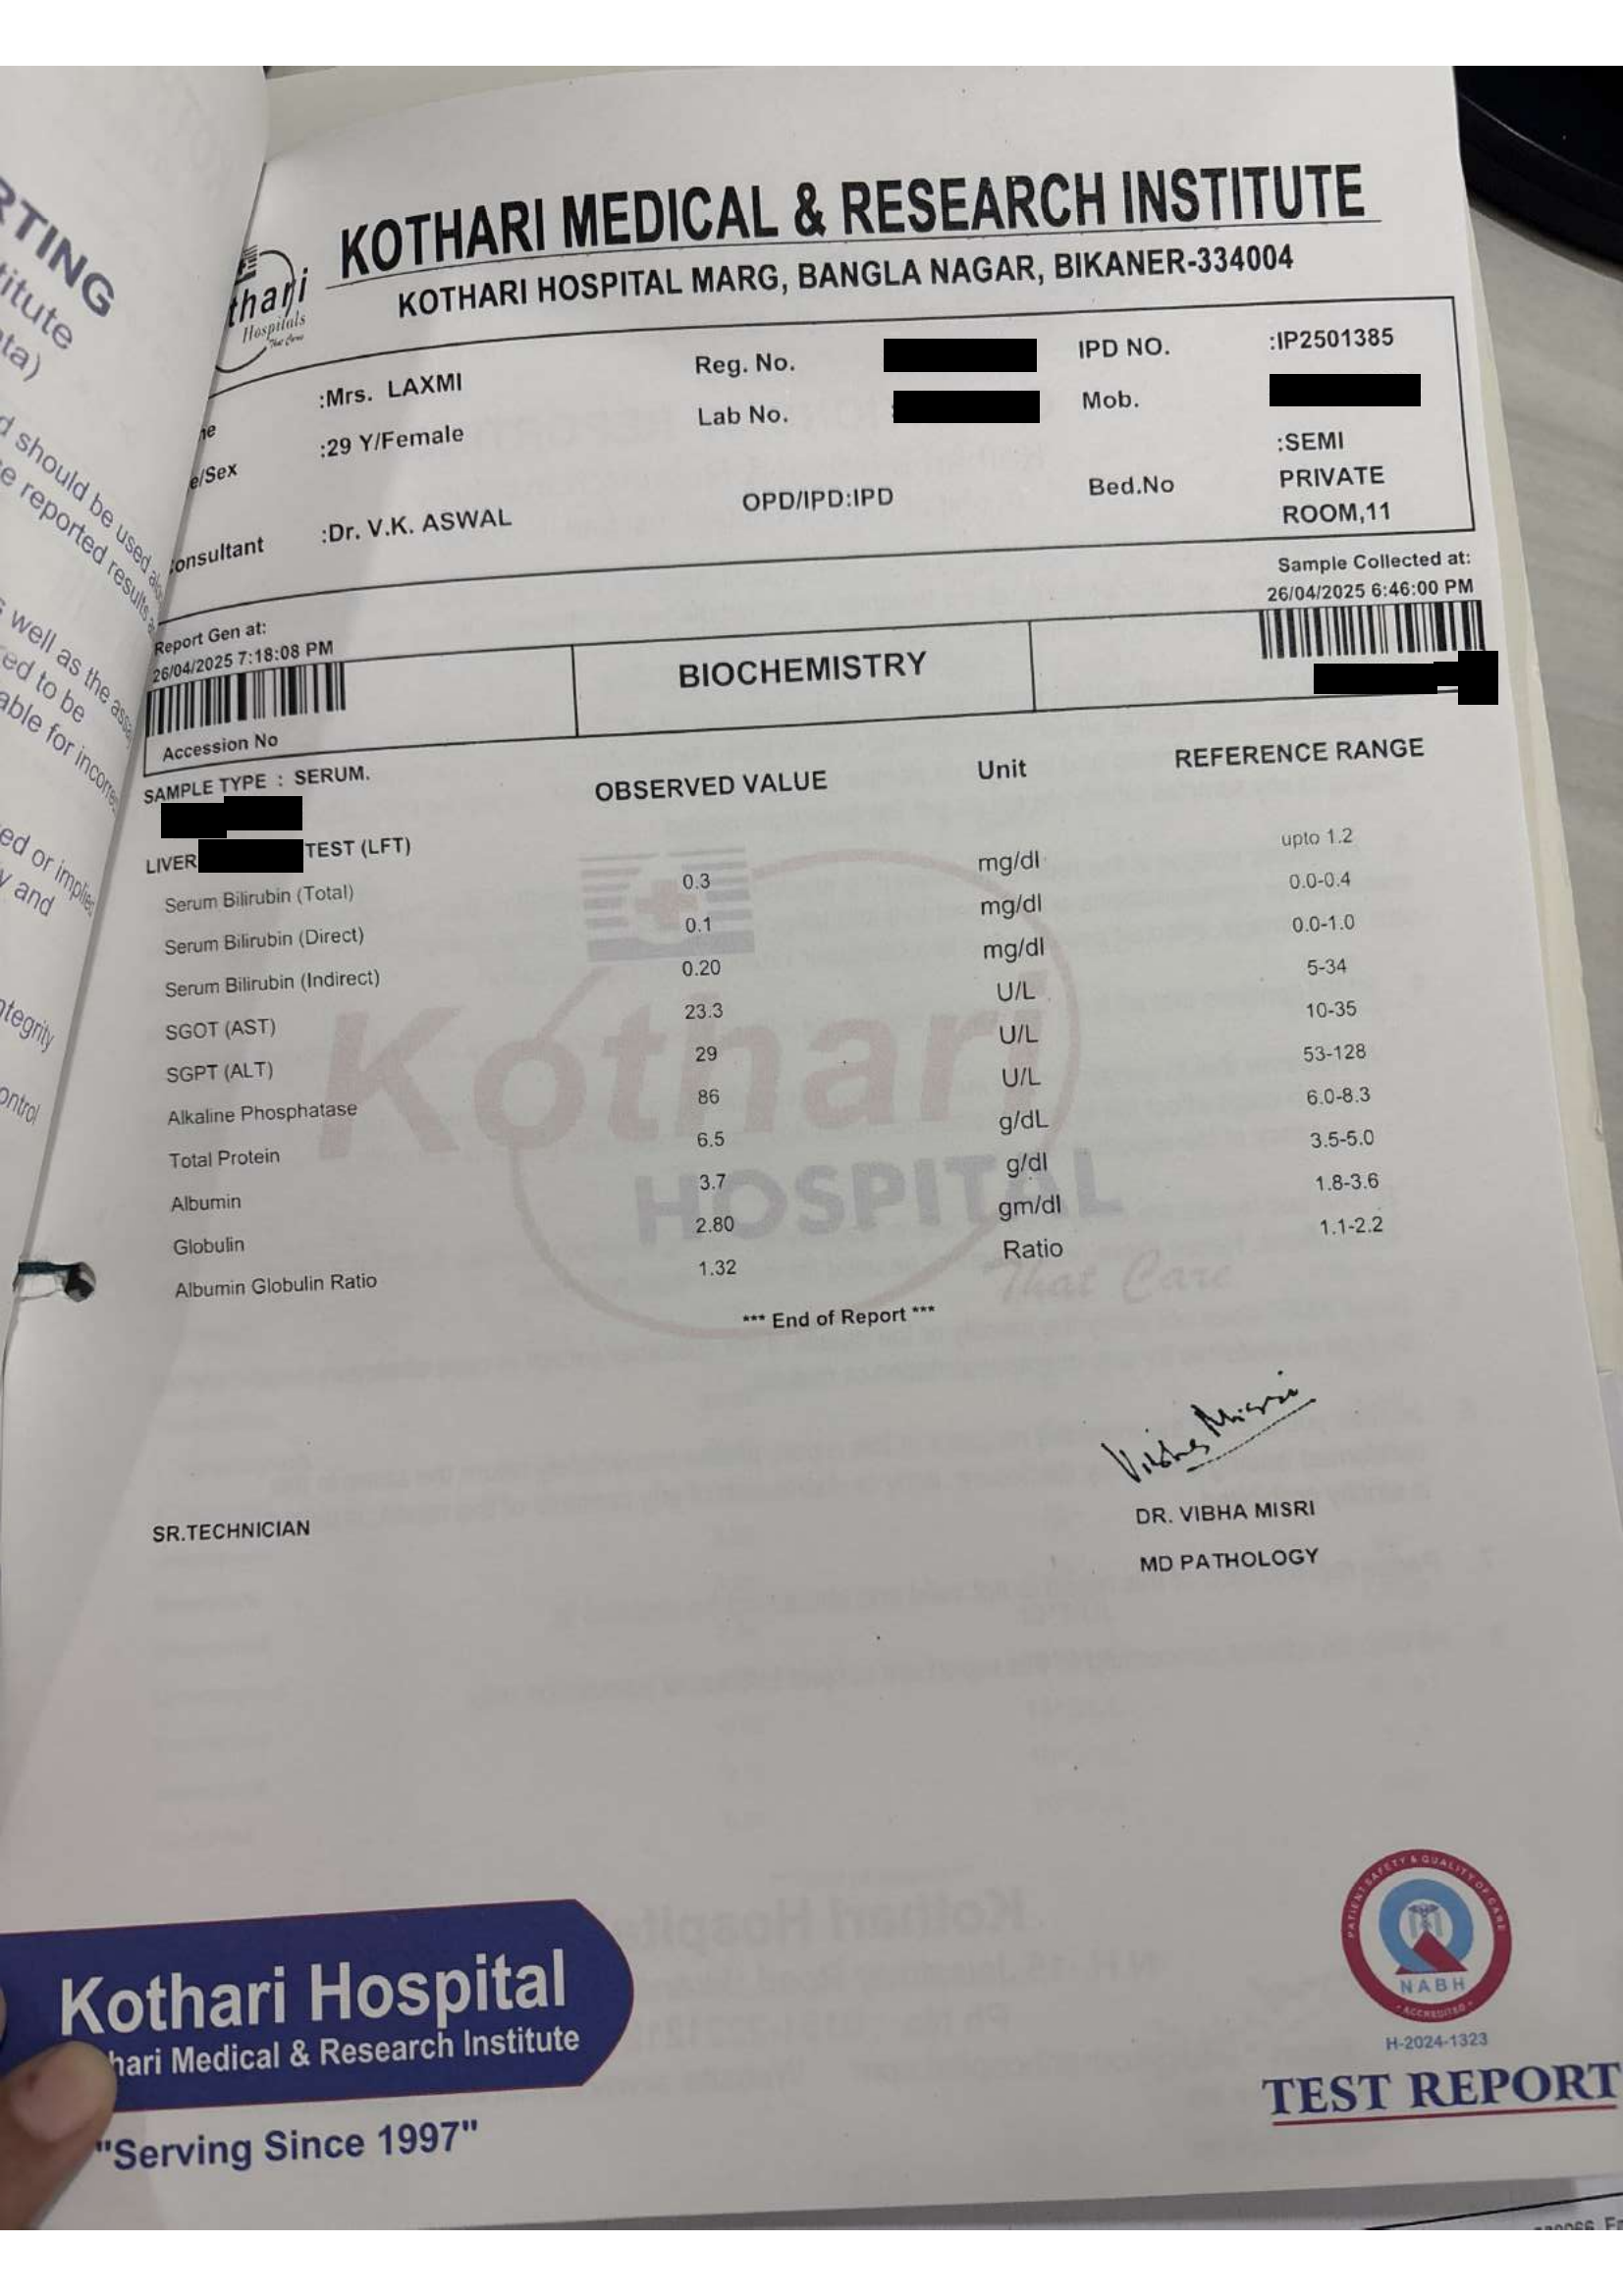 RTING
titute
ta)
d should be used
e reported results
s well as the
ed to be
able for
ed or implied
y and
ntegrity
ontrol
thari
Hospitals
That Care
KOTHARI MEDICAL & RESEARCH INSTITUTE
KOTHARI HOSPITAL MARG, BANGLA NAGAR, BIKANER-334004
ne :Mrs. LAXMI Reg. No. IPD NO. :IP2501385
e/Sex :29 Y/Female Lab No. Mob.
onsultant :Dr. V.K. ASWAL OPD/IPD:IPD Bed.No :SEMI
PRIVATE
ROOM,11
Report Gen at:
26/04/2025 7:18:08 PM
Accession No
BIOCHEMISTRY
Sample Collected at:
26/04/2025 6:46:00 PM
SAMPLE TYPE : SERUM. OBSERVED VALUE Unit REFERENCE RANGE
LIVER TEST (LFT)
Serum Bilirubin (Total) 0.3 mg/dl upto 1.2
Serum Bilirubin (Direct) 0.1 mg/dl 0.0-0.4
Serum Bilirubin (Indirect) 0.20 mg/dl 0.0-1.0
SGOT (AST) 23.3 U/L 5-34
SGPT (ALT) 29 U/L 10-35
Alkaline Phosphatase 86 U/L 53-128
Total Protein 6.5 g/dL 6.0-8.3
Albumin 3.7 g/dl 3.5-5.0
Globulin 2.80 gm/dl 1.8-3.6
Albumin Globulin Ratio 1.32 Ratio 1.1-2.2
Kothari
HOSPITAL
That Care
*** End of Report ***
Vibha Misri
SR.TECHNICIAN
DR. VIBHA MISRI
MD PATHOLOGY
Kothari Hospital
hari Medical & Research Institute
"Serving Since 1997"
PATIENT SAFETY & QUALITY OF CARE
NABH
ACCREDITED
H-2024-1323
TEST REPORT